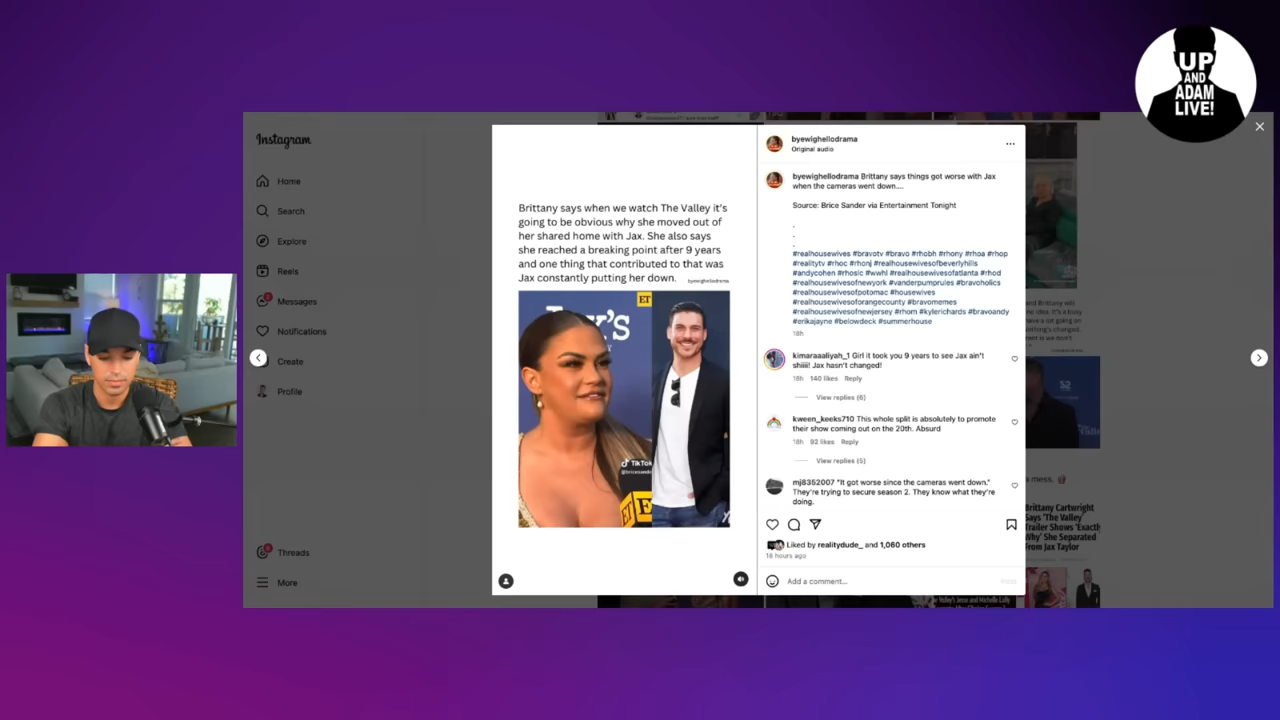 UP
AND
ADAM
LIVE!
Instagram
Home
Search
Explore
Reels
Messages
Notifications
Create
Profile
Threads
More
Brittany says when we watch The Valley it's
going to be obvious why she moved out of
her shared home with Jax. She also says
she reached a breaking point after 9 years
and one thing that contributed to that was
Jax constantly putting her down.
byewighellodrama
ET
TikTok
byewighellodrama
Original audio
byewighellodrama Brittany says things got worse with Jax
when the cameras went down....
Source: Brice Sander via Entertainment Tonight
.
.
.
#realhousewives #bravotv #bravo #rhobh #rhony #rhoa #rhop
#realitytv #rhoc #rhonj #realhousewivesofbeverlyhills
#andycohen #rhoslc #wwhl #realhousewivesofatlanta #rhod
#realhousewivesofnewyork #vanderpumprules #bravoholics
#realhousewivesofpotomac #housewives
#realhousewivesoforangecounty #bravomemes
#realhousewivesofnewjersey #rhom #kylerichards #bravoandy
#erikajayne #belowdeck #summerhouse
18h
kimaraaaliyah_1 Girl it took you 9 years to see Jax ain't
shiii! Jax hasn't changed!
18h 140 likes Reply
View replies (6)
kween_keeks710 This whole split is absolutely to promote
their show coming out on the 20th. Absurd
18h 92 likes Reply
View replies (5)
mj8352007 "It got worse since the cameras went down."
They're trying to secure season 2. They know what they're
doing.
Liked by realitydude_ and 1,060 others
18 hours ago
Add a comment...
Post
52
a mess.
Brittany Cartwright
Says 'The Valley'
Trailer Shows 'Exactly
Why' She Separated
From Jax Taylor